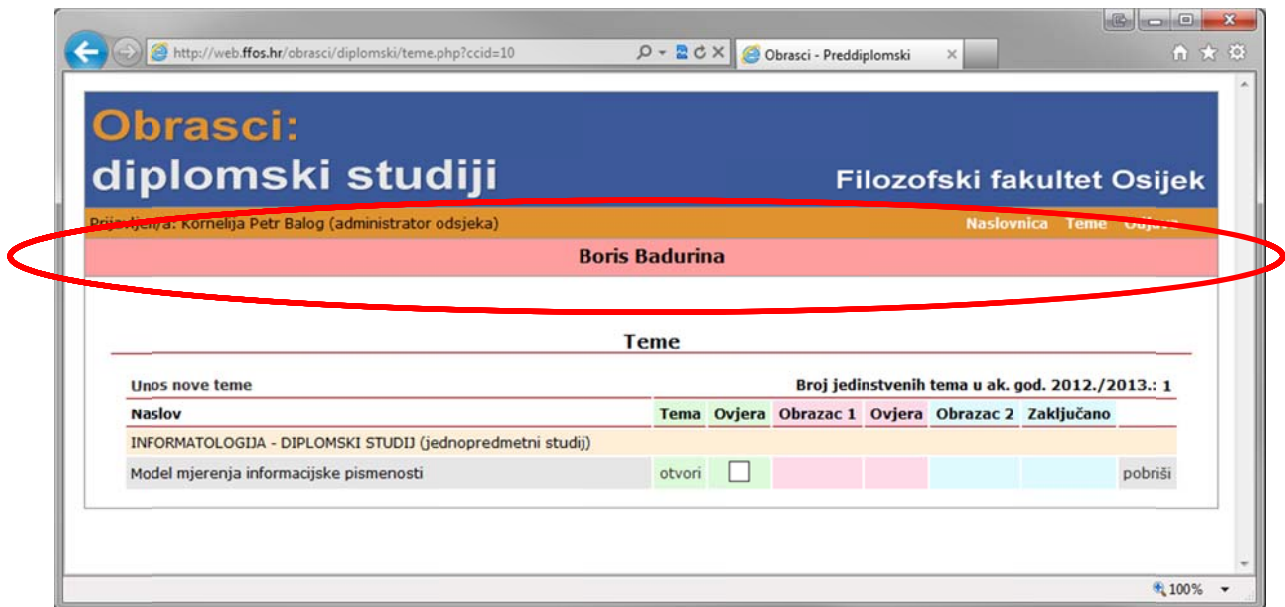 http://web.ffos.hr/obrasci/diplomski/teme.php?ccid=10
Obrasci - Preddiplomski
Obrasci:
diplomski studiji
Filozofski fakultet Osijek
Prijavljen/a: Kornelija Petr Balog (administrator odsjeka)
Naslovnica Teme Odjava
Boris Badurina
Teme
Unos nove teme
Broj jedinstvenih tema u ak. god. 2012./2013.: 1
Naslov Tema Ovjera Obrazac 1 Ovjera Obrazac 2 Zaključano
INFORMATOLOGIJA - DIPLOMSKI STUDIJ (jednopredmetni studij)
Model mjerenja informacijske pismenosti otvori pobriši
100%